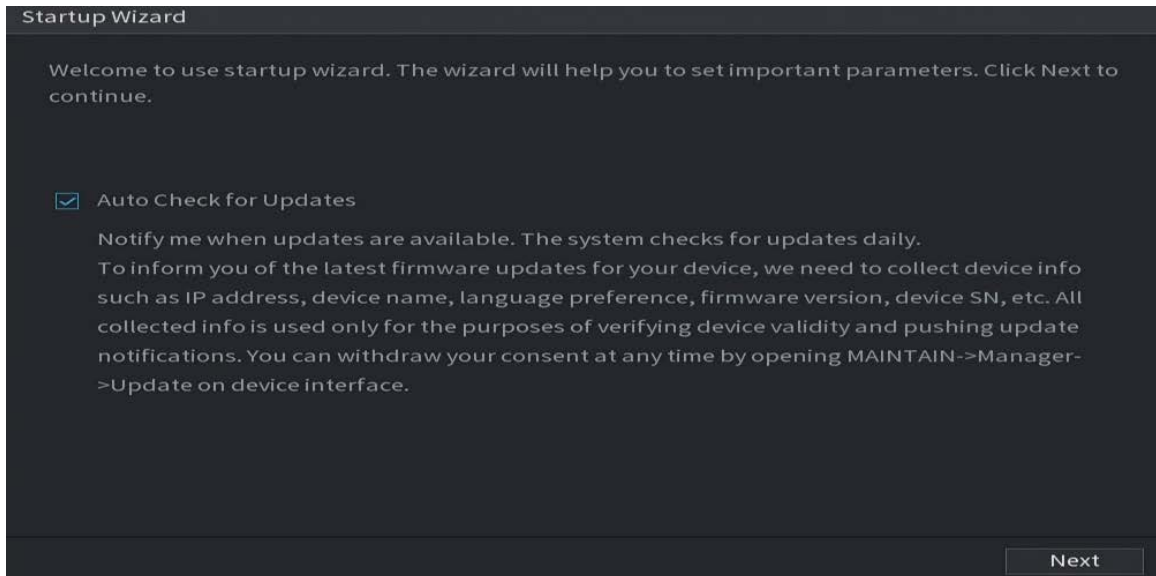 Startup Wizard
Welcome to use startup wizard. The wizard will help you to set important parameters. Click Next to
continue.
Auto Check for Updates
Notify me when updates are available. The system checks for updates daily.
To inform you of the latest firmware updates for your device, we need to collect device info
such as IP address, device name, language preference, firmware version, device SN, etc. All
collected info is used only for the purposes of verifying device validity and pushing update
notifications. You can withdraw your consent at any time by opening MAINTAIN->Manager-
>Update on device interface.
Next